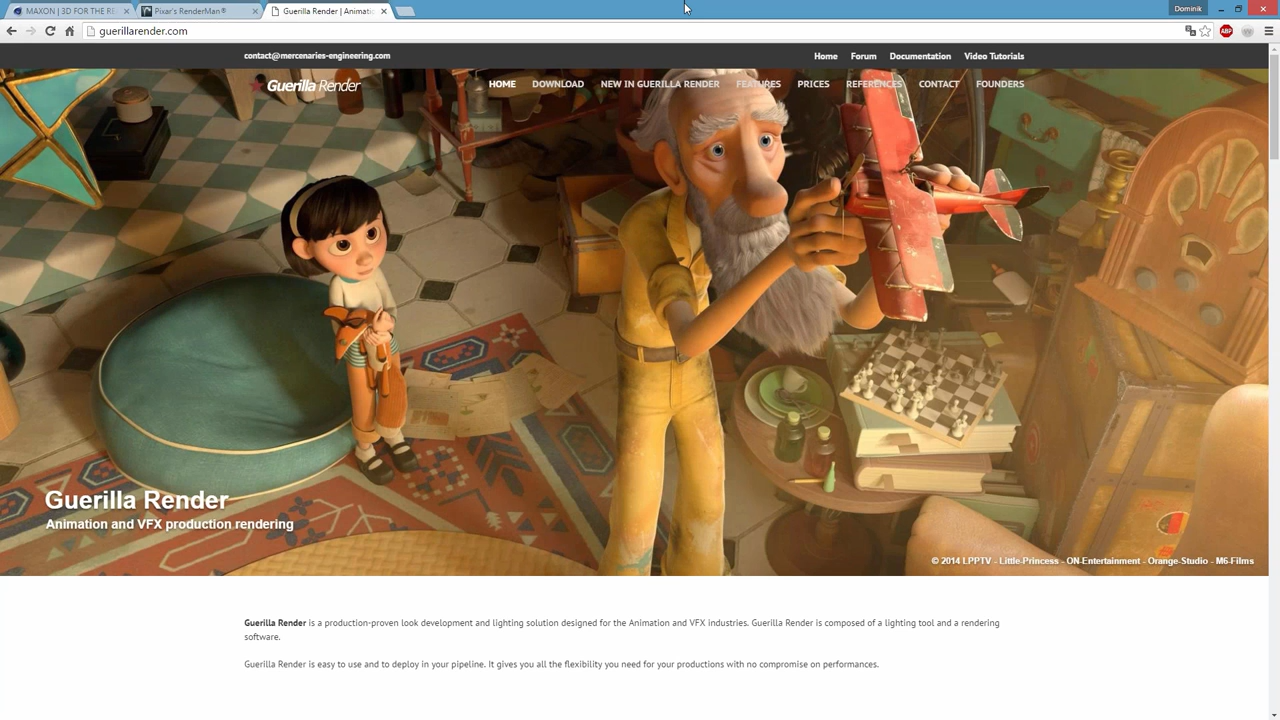 MAXON | 3D FOR THE RE
Pixar's RenderMan®
Guerilla Render | Animatio
Dominik
guerillarender.com
ABP
contact@mercenaries-engineering.com
Home Forum Documentation Video Tutorials
Guerilla Render
HOME DOWNLOAD NEW IN GUERILLA RENDER FEATURES PRICES REFERENCES CONTACT FOUNDERS
Guerilla Render
Animation and VFX production rendering
© 2014 LPPTV - Little-Princess - ON-Entertainment - Orange-Studio - M6-Films
Guerilla Render is a production-proven look development and lighting solution designed for the Animation and VFX industries. Guerilla Render is composed of a lighting tool and a rendering
software.
Guerilla Render is easy to use and to deploy in your pipeline. It gives you all the flexibility you need for your productions with no compromise on performances.